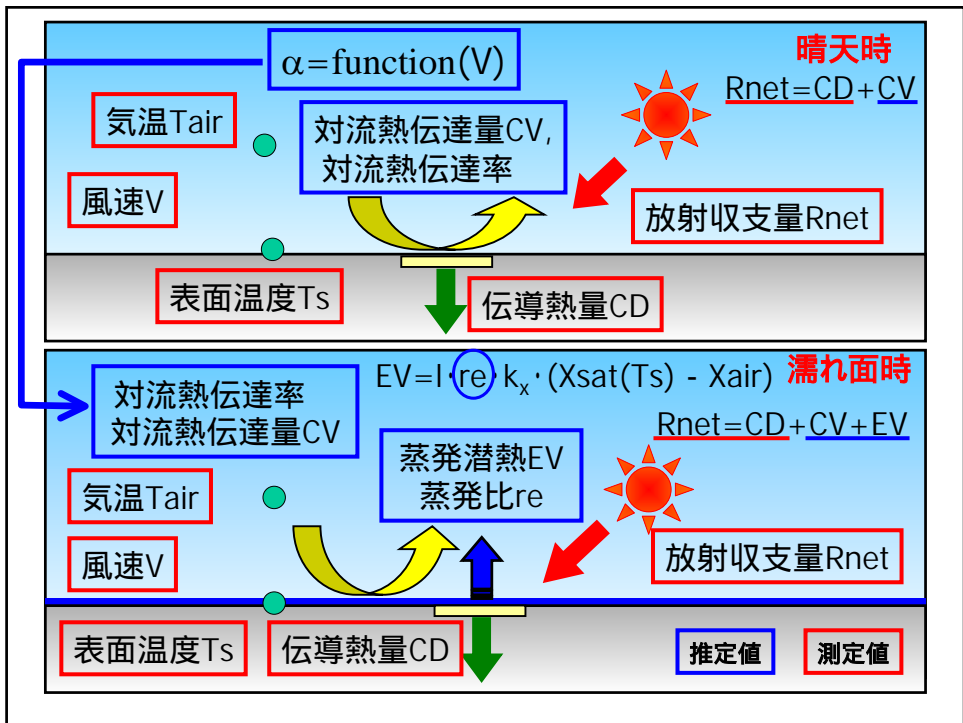 α=function(V)
晴天時
Rnet=CD+CV
気温Tair
対流熱伝達量CV,
対流熱伝達率
風速V
放射収支量Rnet
表面温度Ts
伝導熱量CD
EV=l·re·kx·(Xsat(Ts) - Xair)
濡れ面時
対流熱伝達率
対流熱伝達量CV
Rnet=CD+CV+EV
蒸発潜熱EV
蒸発比re
気温Tair
風速V
放射収支量Rnet
表面温度Ts
伝導熱量CD
推定値
測定値